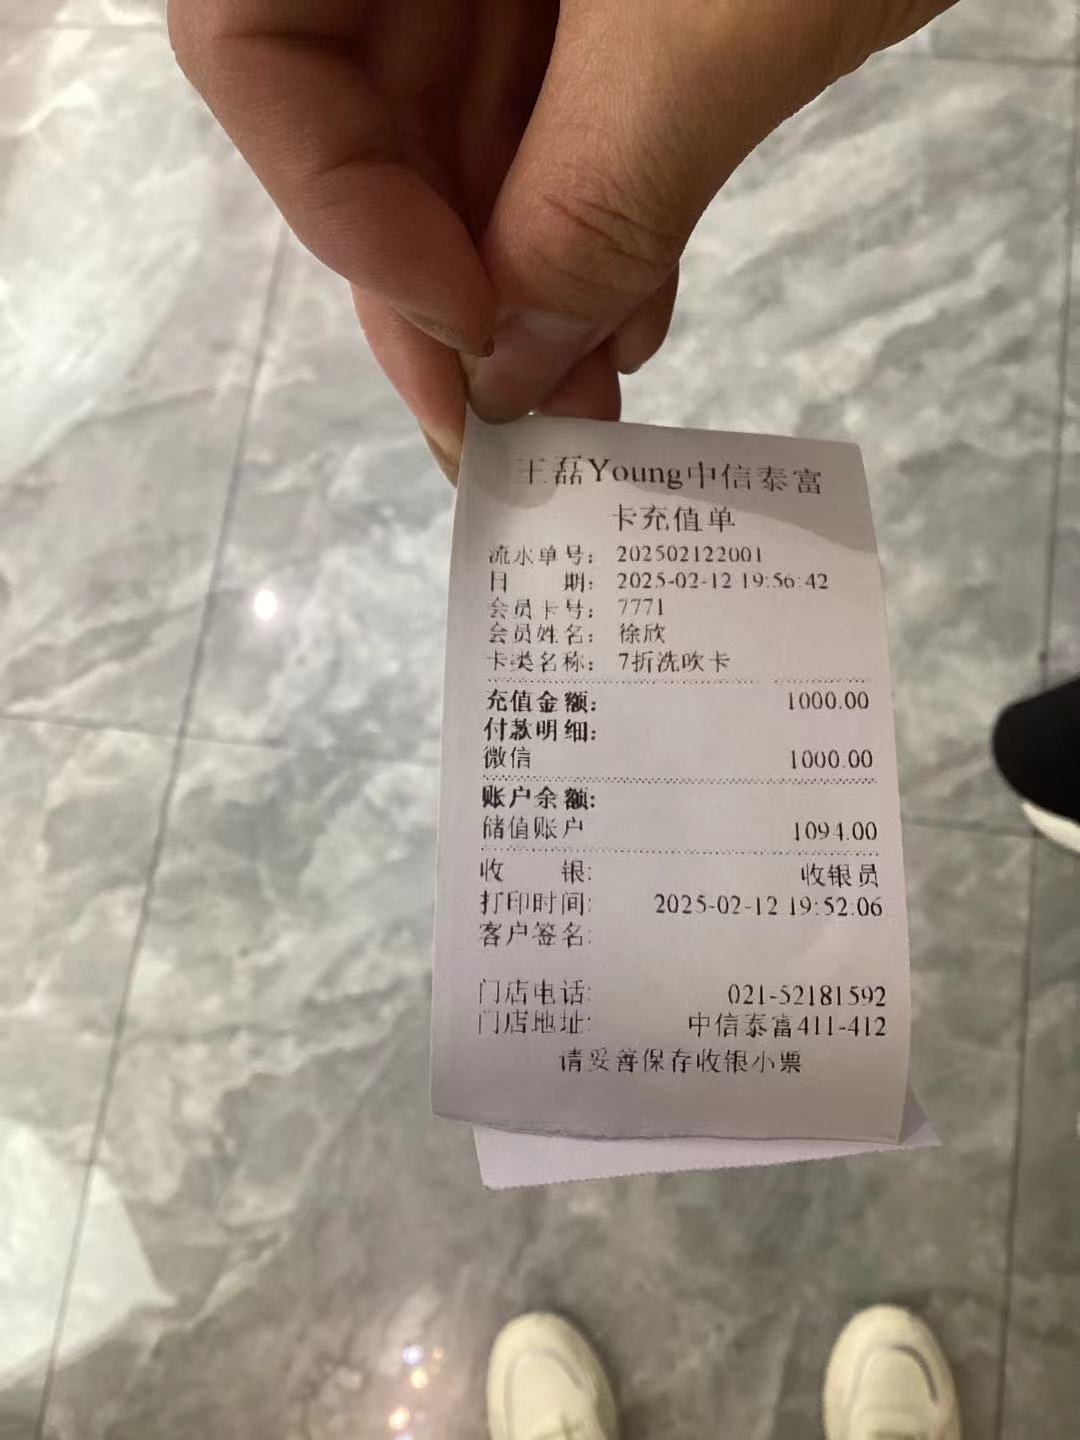 王磊Young中信泰富
卡充值单
流水单号: 202502122001
日 期: 2025-02-12 19:56:42
会员卡号: 7771
会员姓名: 徐欣
卡类名称: 7折洗吹卡
充值金额: 1000.00
付款明细:
微信 1000.00
账户余额:
储值账户 1094.00
收 银: 收银员
打印时间: 2025-02-12 19:52:06
客户签名:
门店电话: 021-52181592
门店地址: 中信泰富411-412
请妥善保存收银小票